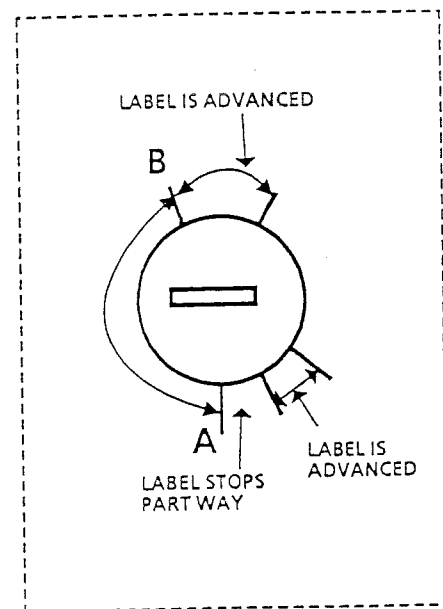 LABEL IS ADVANCED
B
A
LABEL IS
ADVANCED
LABEL STOPS
PART WAY